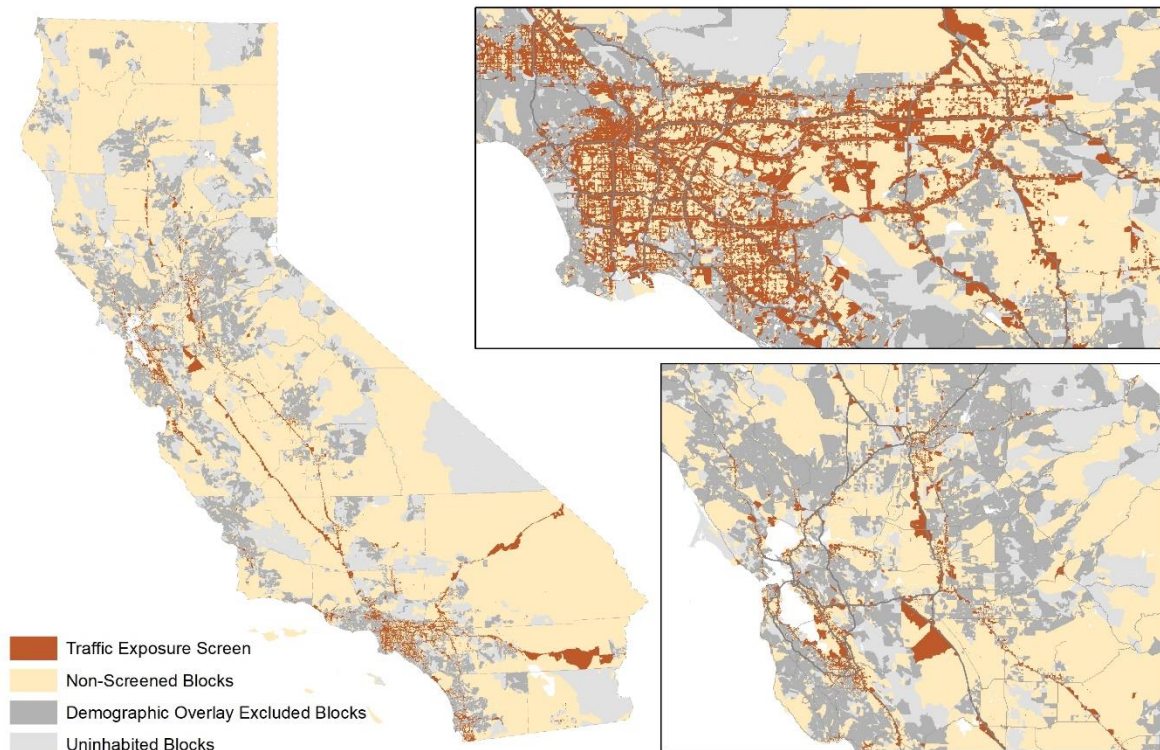 Traffic Exposure Screen
Non-Screened Blocks
Demographic Overlay Excluded Blocks
Uninhabited Blocks